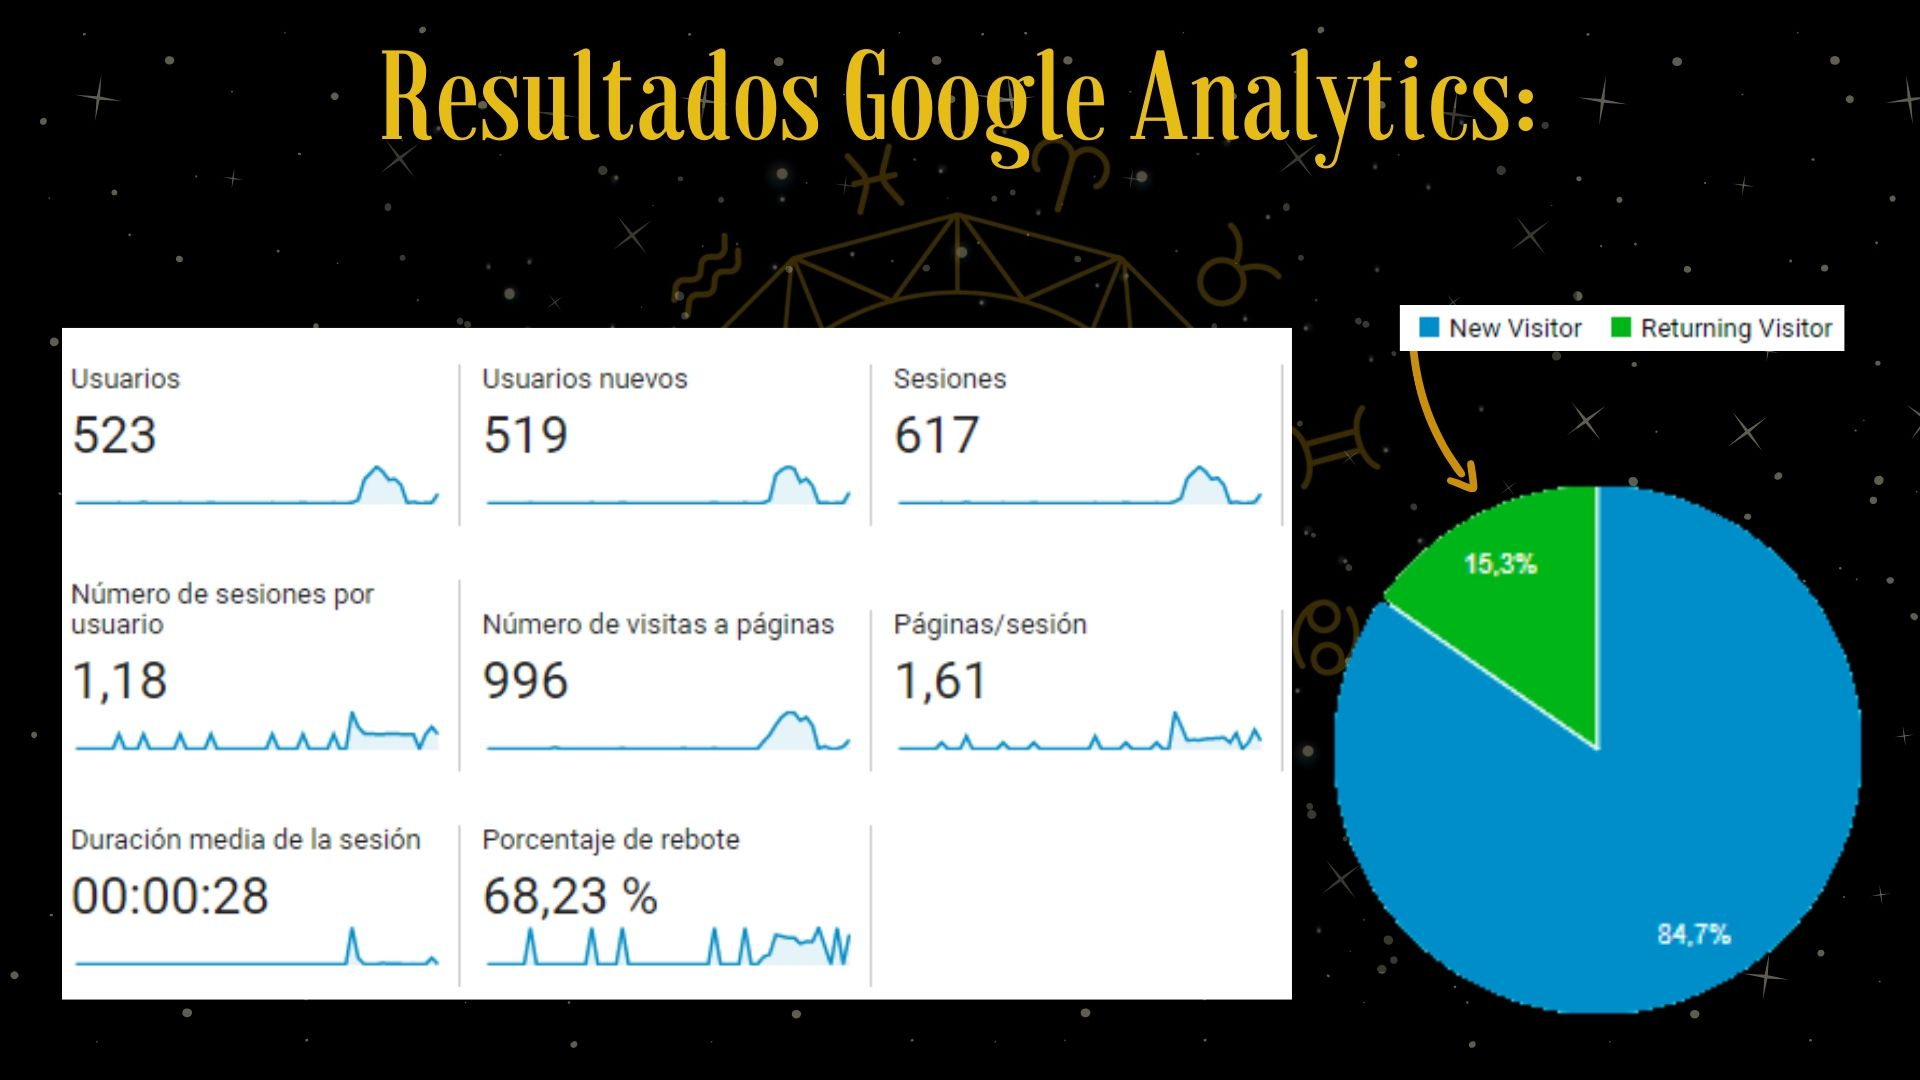 Resultados Google Analytics:
New Visitor
Returning Visitor
Usuarios
523
Usuarios nuevos
519
Sesiones
617
Número de sesiones por
usuario
1,18
Número de visitas a páginas
996
Páginas/sesión
1,61
Duración media de la sesión
00:00:28
Porcentaje de rebote
68,23 %
15,3%
84,7%